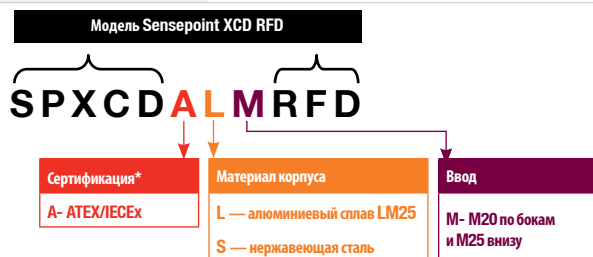 Модель Sensepoint XCD RFD
SPXCDALMRFD
Сертификация*
A- ATEX/IECEx
Материал корпуса
L — алюминиевый сплав LM25
S — нержавеющая сталь
Ввод
M- M20 по бокам
и M25 внизу